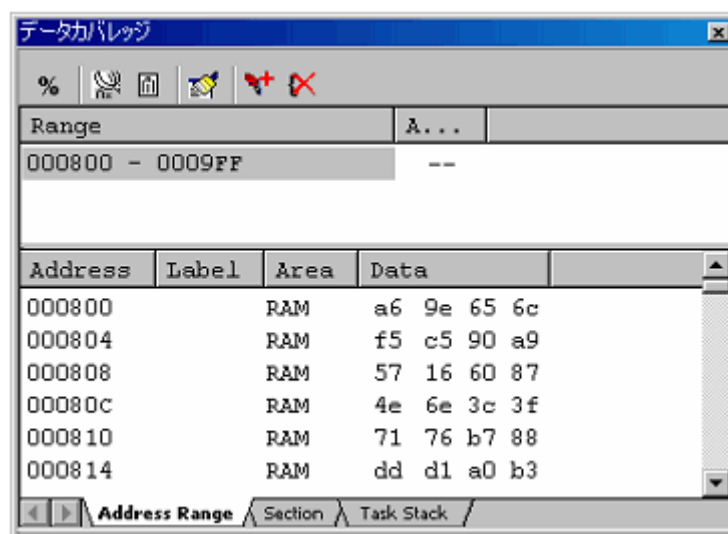 データカバレッジ
%
Range A...
000800 - 0009FF --
Address Label Area Data
000800 RAM a6 9e 65 6c
000804 RAM f5 c5 90 a9
000808 RAM 57 16 60 87
00080C RAM 4e 6e 3c 3f
000810 RAM 71 76 b7 88
000814 RAM dd d1 a0 b3
Address Range Section Task Stack